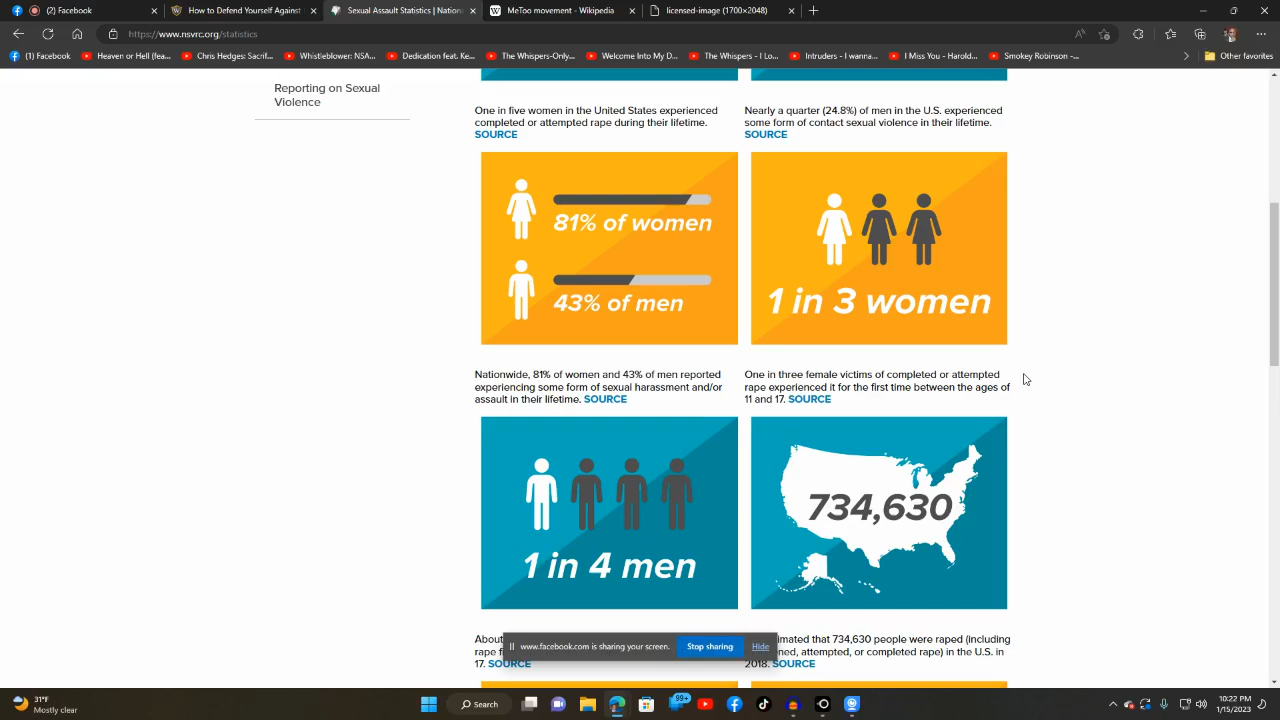 (2) Facebook
How to Defend Yourself Against
Sexual Assault Statistics | Nation
MeToo movement - Wikipedia
licensed-image (1700×2048)
https://www.nsvrc.org/statistics
(1) Facebook
Heaven or Hell (fea...
Chris Hedges: Sacrif...
Whistleblower: NSA...
Dedication feat. Ke...
The Whispers-Only...
Welcome Into My D...
The Whispers - I Lo...
Intruders - I wanna...
I Miss You - Harold...
Smokey Robinson -...
Other favorites
Reporting on Sexual
Violence
One in five women in the United States experienced
completed or attempted rape during their lifetime.
SOURCE
Nearly a quarter (24.8%) of men in the U.S. experienced
some form of contact sexual violence in their lifetime.
SOURCE
81% of women
43% of men
1 in 3 women
Nationwide, 81% of women and 43% of men reported
experiencing some form of sexual harassment and/or
assault in their lifetime. SOURCE
One in three female victims of completed or attempted
rape experienced it for the first time between the ages of
11 and 17. SOURCE
1 in 4 men
734,630
About
rape f
17. SOURCE
www.facebook.com is sharing your screen.
Stop sharing
Hide
imated that 734,630 people were raped (including
ned, attempted, or completed rape) in the U.S. in
2018. SOURCE
31°F
Mostly clear
Search
99+
10:22 PM
1/15/2023